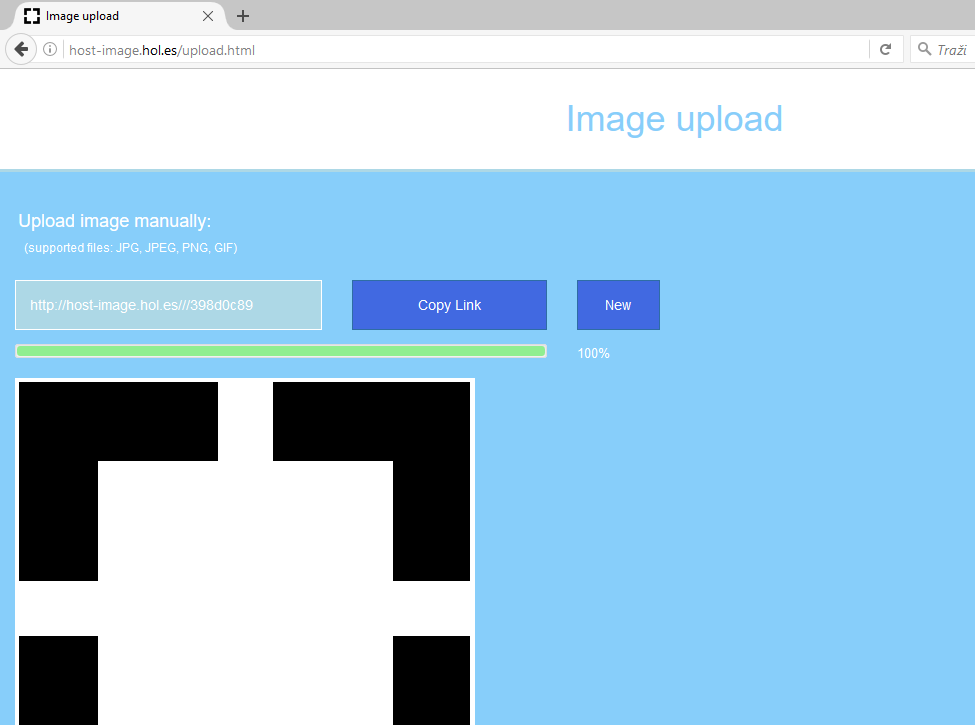 Image upload
host-image.hol.es/upload.html
Traži
Image upload
Upload image manually:
(supported files: JPG, JPEG, PNG, GIF)
http://host-image.hol.es///398d0c89
Copy Link
New
100%